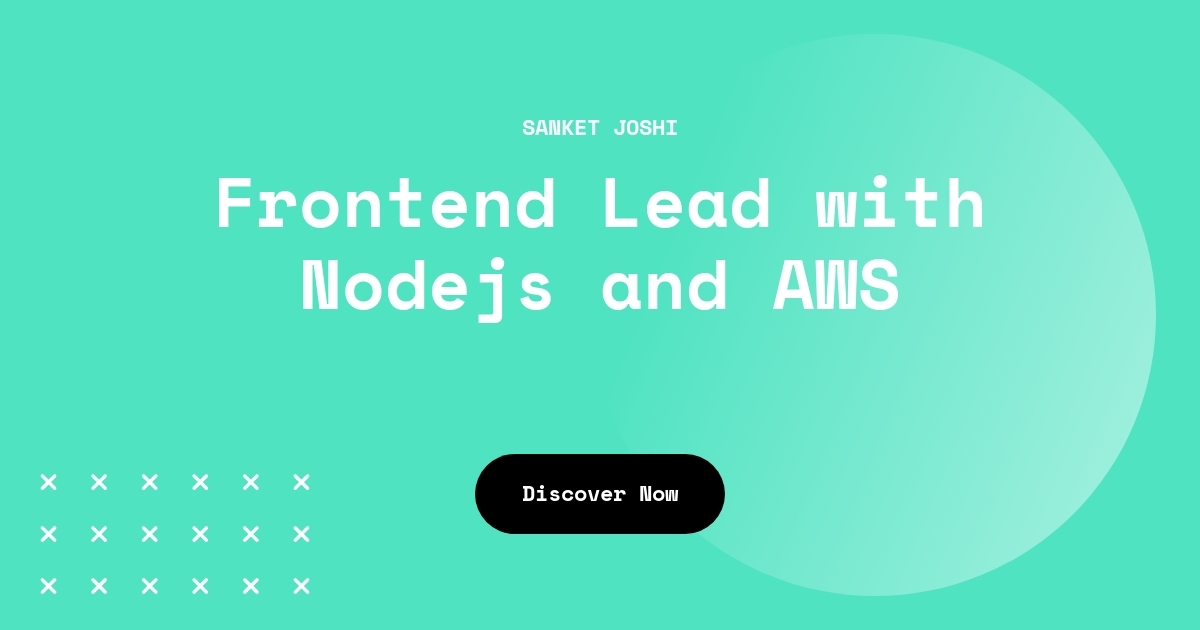 SANKET JOSHI
Frontend Lead with
Nodejs and AWS
Discover Now